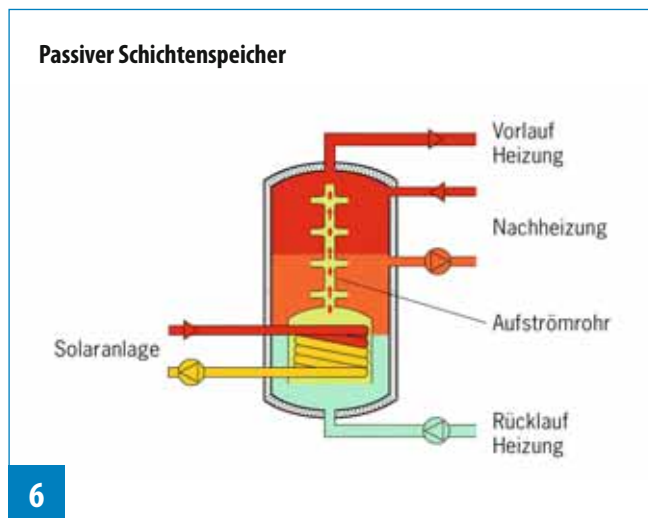 Passiver Schichtenspeicher
Vorlauf
Heizung
Nachheizung
Aufströmrohr
Solaranlage
Rücklauf
Heizung
6